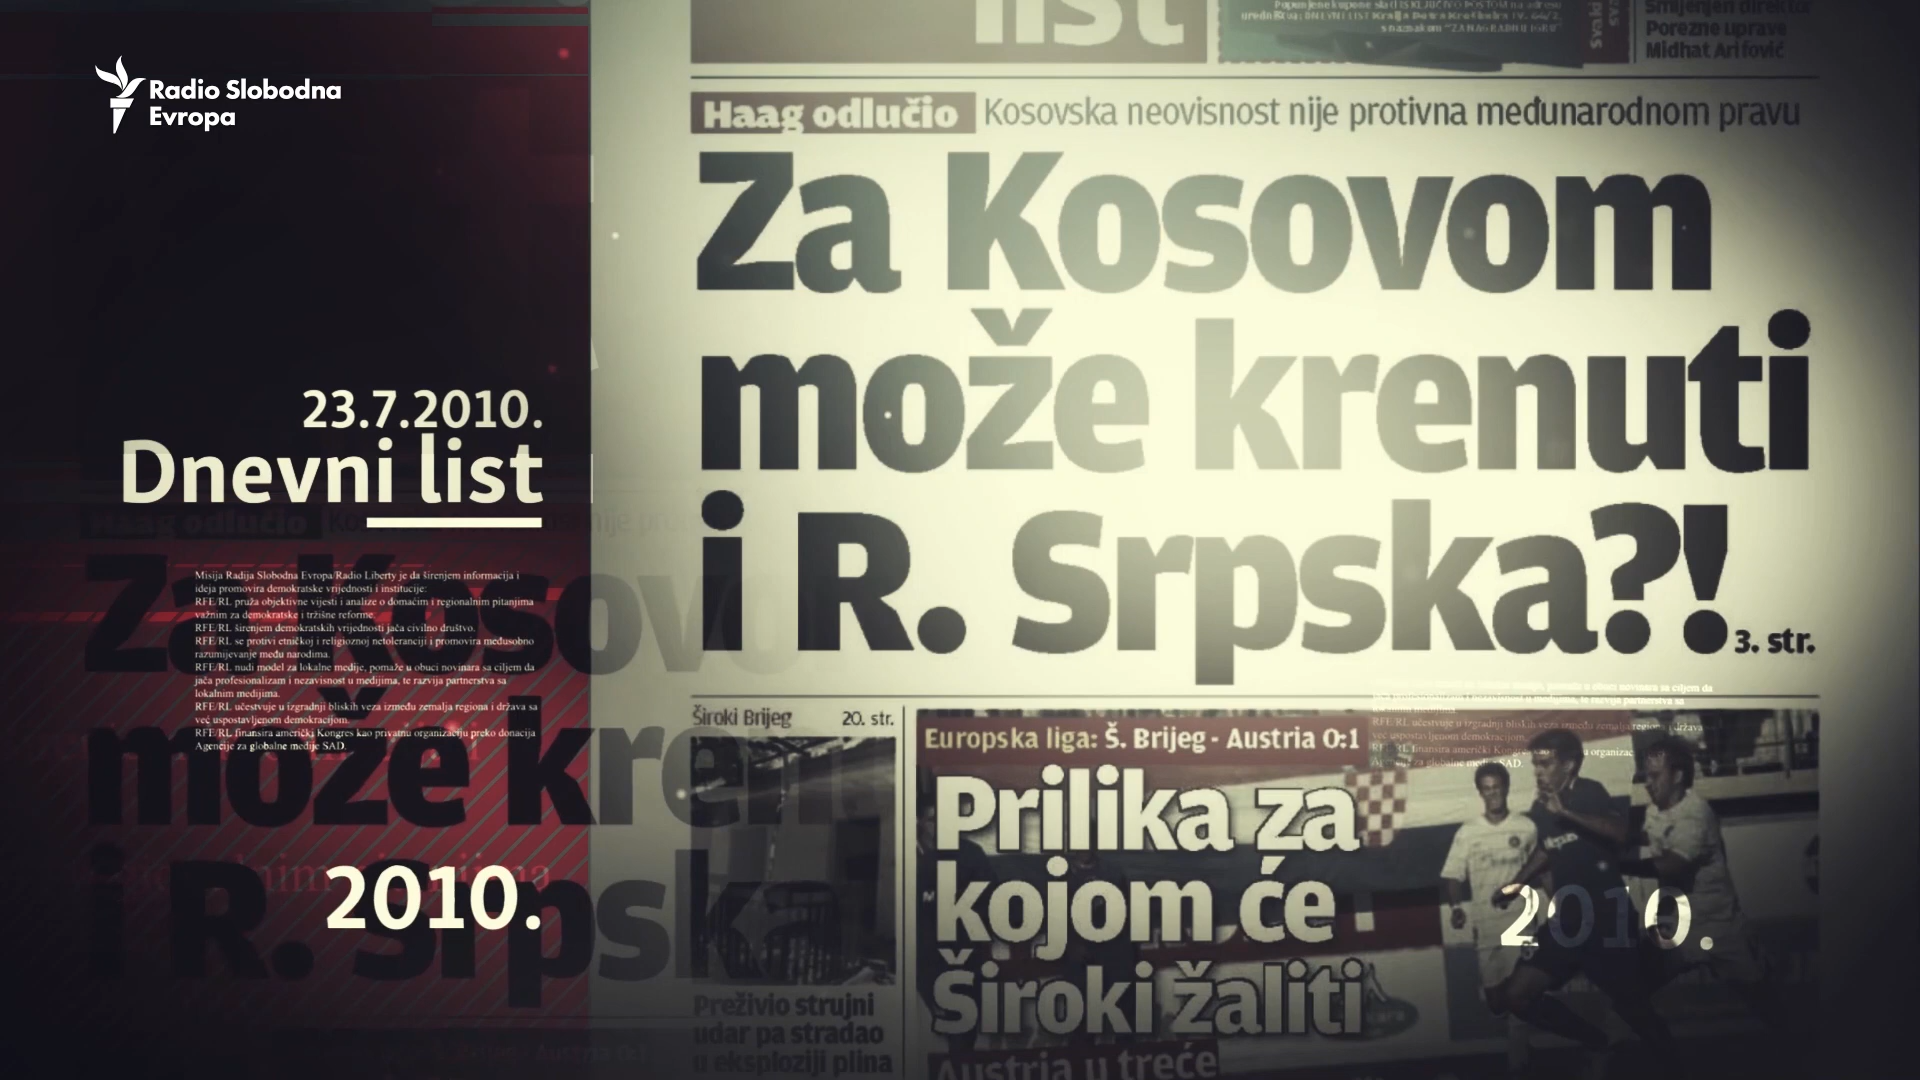 Radio Slobodna
Evropa
23.7.2010.
Dnevni list
Misija Radija Slobodna Evropa/Radio Liberty je da širenjem informacija i
ideja promovira demokratske vrijednosti i institucije:
RFE/RL pruža objektivne vijesti i analize o domaćim i regionalnim pitanjima
važnim za demokratske i tržišne reforme.
RFE/RL širenjem demokratskih vrijednosti jača civilno društvo.
RFE/RL se protivi etničkoj i religioznoj netoleranciji i promovira međusobno
razumijevanje među narodima.
RFE/RL nudi model za lokalne medije, pomaže u obuci novinara sa ciljem da
jača profesionalizam i nezavisnost u medijima, te razvija partnerstva sa
lokalnim medijima.
RFE/RL učestvuje u izgradnji bliskih veza između zemalja regiona i država sa
već uspostavljenom demokracijom.
RFE/RL finansira američki Kongres kao privatnu organizaciju preko donacija
Agencije za globalne medije SAD.
2010.
list
Smijenjen direktor
Porezne uprave
Midhat Arifović
Haag odlučio Kosovska neovisnost nije protivna međunarodnom pravu
Za Kosovom
može krenuti
i R. Srpska?!
3. str.
Široki Brijeg 20. str.
Preživio strujni
udar pa stradao
u eksploziji plina
Europska liga: Š. Brijeg - Austria 0:1
Prilika za
kojom će
Široki žaliti
Austria u treće
2010.